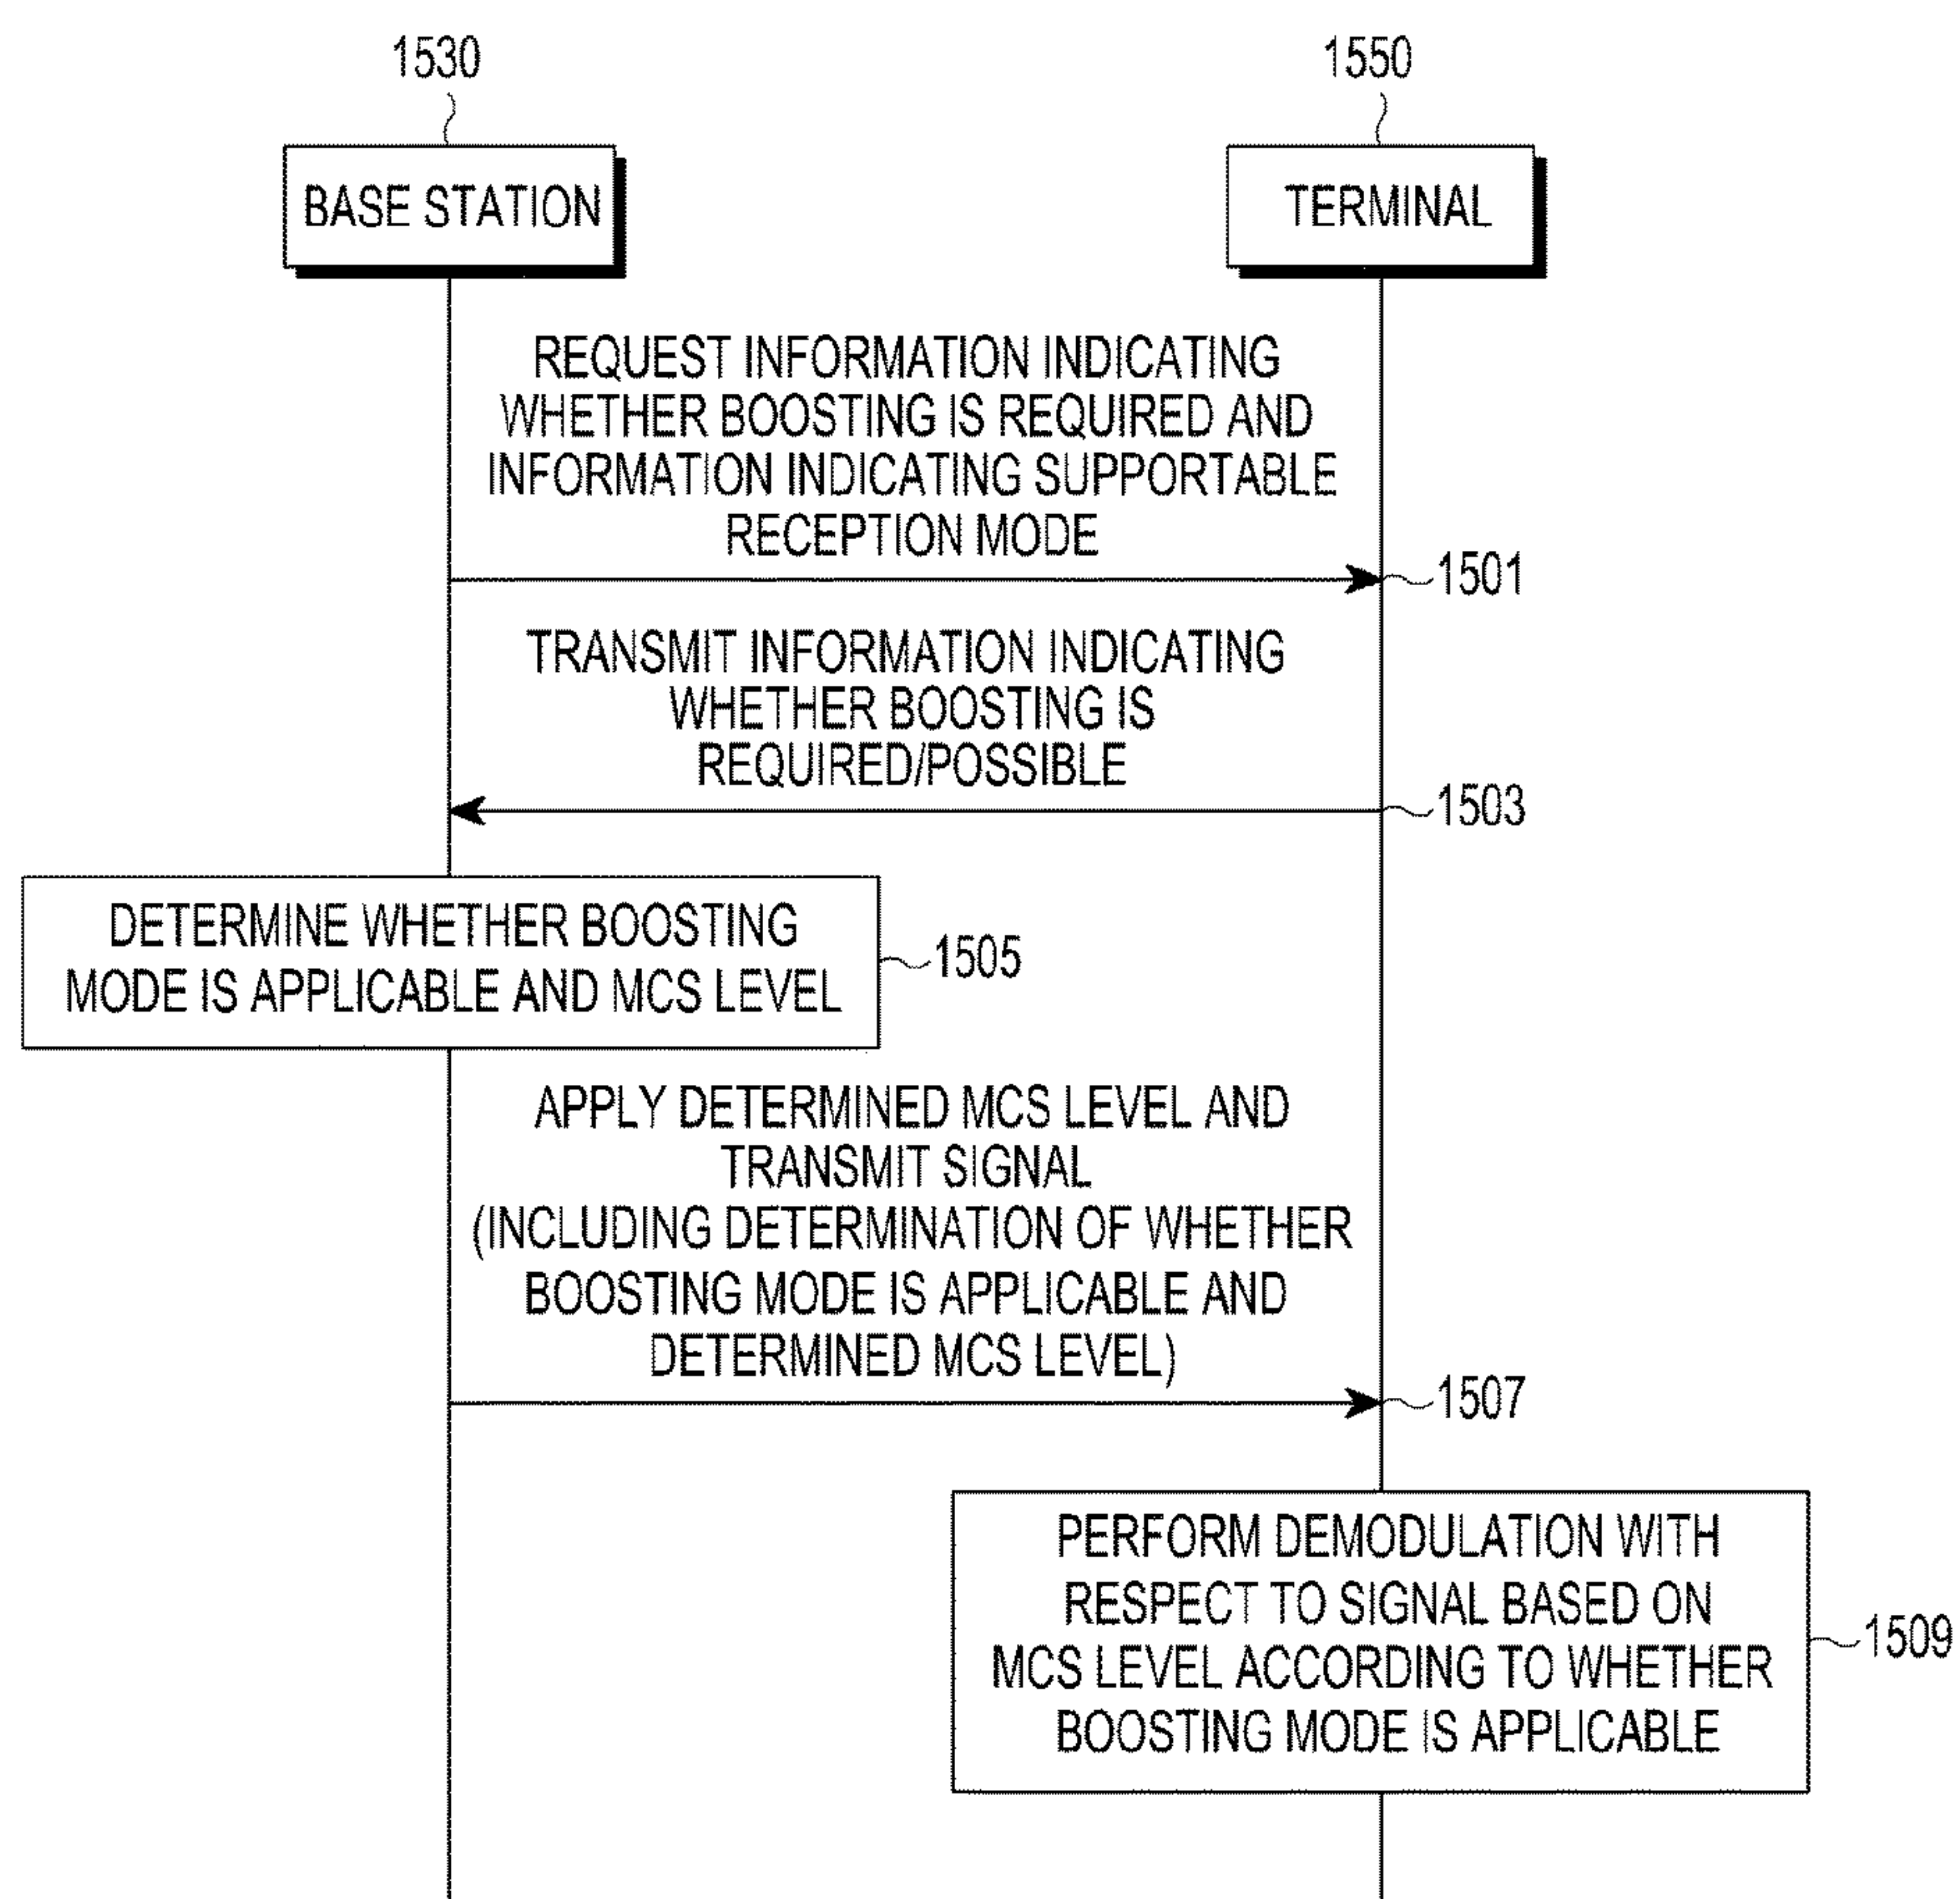 1530
1550
BASE STATION
TERMINAL
REQUEST INFORMATION INDICATING
WHETHER BOOSTING IS REQUIRED AND
INFORMATION INDICATING SUPPORTABLE
RECEPTION MODE
1501
TRANSMIT INFORMATION INDICATING
WHETHER BOOSTING IS
REQUIRED/POSSIBLE
1503
DETERMINE WHETHER BOOSTING
MODE IS APPLICABLE AND MCS LEVEL
1505
APPLY DETERMINED MCS LEVEL AND
TRANSMIT SIGNAL
(INCLUDING DETERMINATION OF WHETHER
BOOSTING MODE IS APPLICABLE AND
DETERMINED MCS LEVEL)
1507
PERFORM DEMODULATION WITH
RESPECT TO SIGNAL BASED ON
MCS LEVEL ACCORDING TO WHETHER
BOOSTING MODE IS APPLICABLE
1509